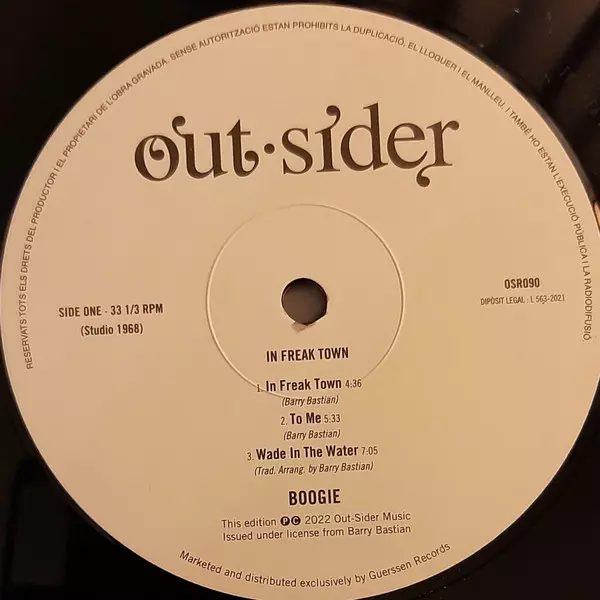 RESERVATS TOTS ELS DRETS DEL PRODUCTOR I EL PROPIETARI DE L'OBRA GRAVADA. SENSE AUTORITZACIÓ ESTAN PROHIBITS LA DUPLICACIÓ, EL LLOGUER I EL MANLLEU, I TAMBÉ HO ESTAN L'EXECUCIÓ PÚBLICA I LA RADIODIFUSIÓ.
out·sider
SIDE ONE - 33 1/3 RPM
(Studio 1968)
OSR090
DIPÒSIT LEGAL : L 563-2021
IN FREAK TOWN
1. In Freak Town 4:36
(Barry Bastian)
2. To Me 5:33
(Barry Bastian)
3. Wade In The Water 7:05
(Trad. Arrang. by Barry Bastian)
BOOGIE
This edition ℗© 2022 Out-Sider Music
Issued under license from Barry Bastian
Marketed and distributed exclusively by Guerssen Records